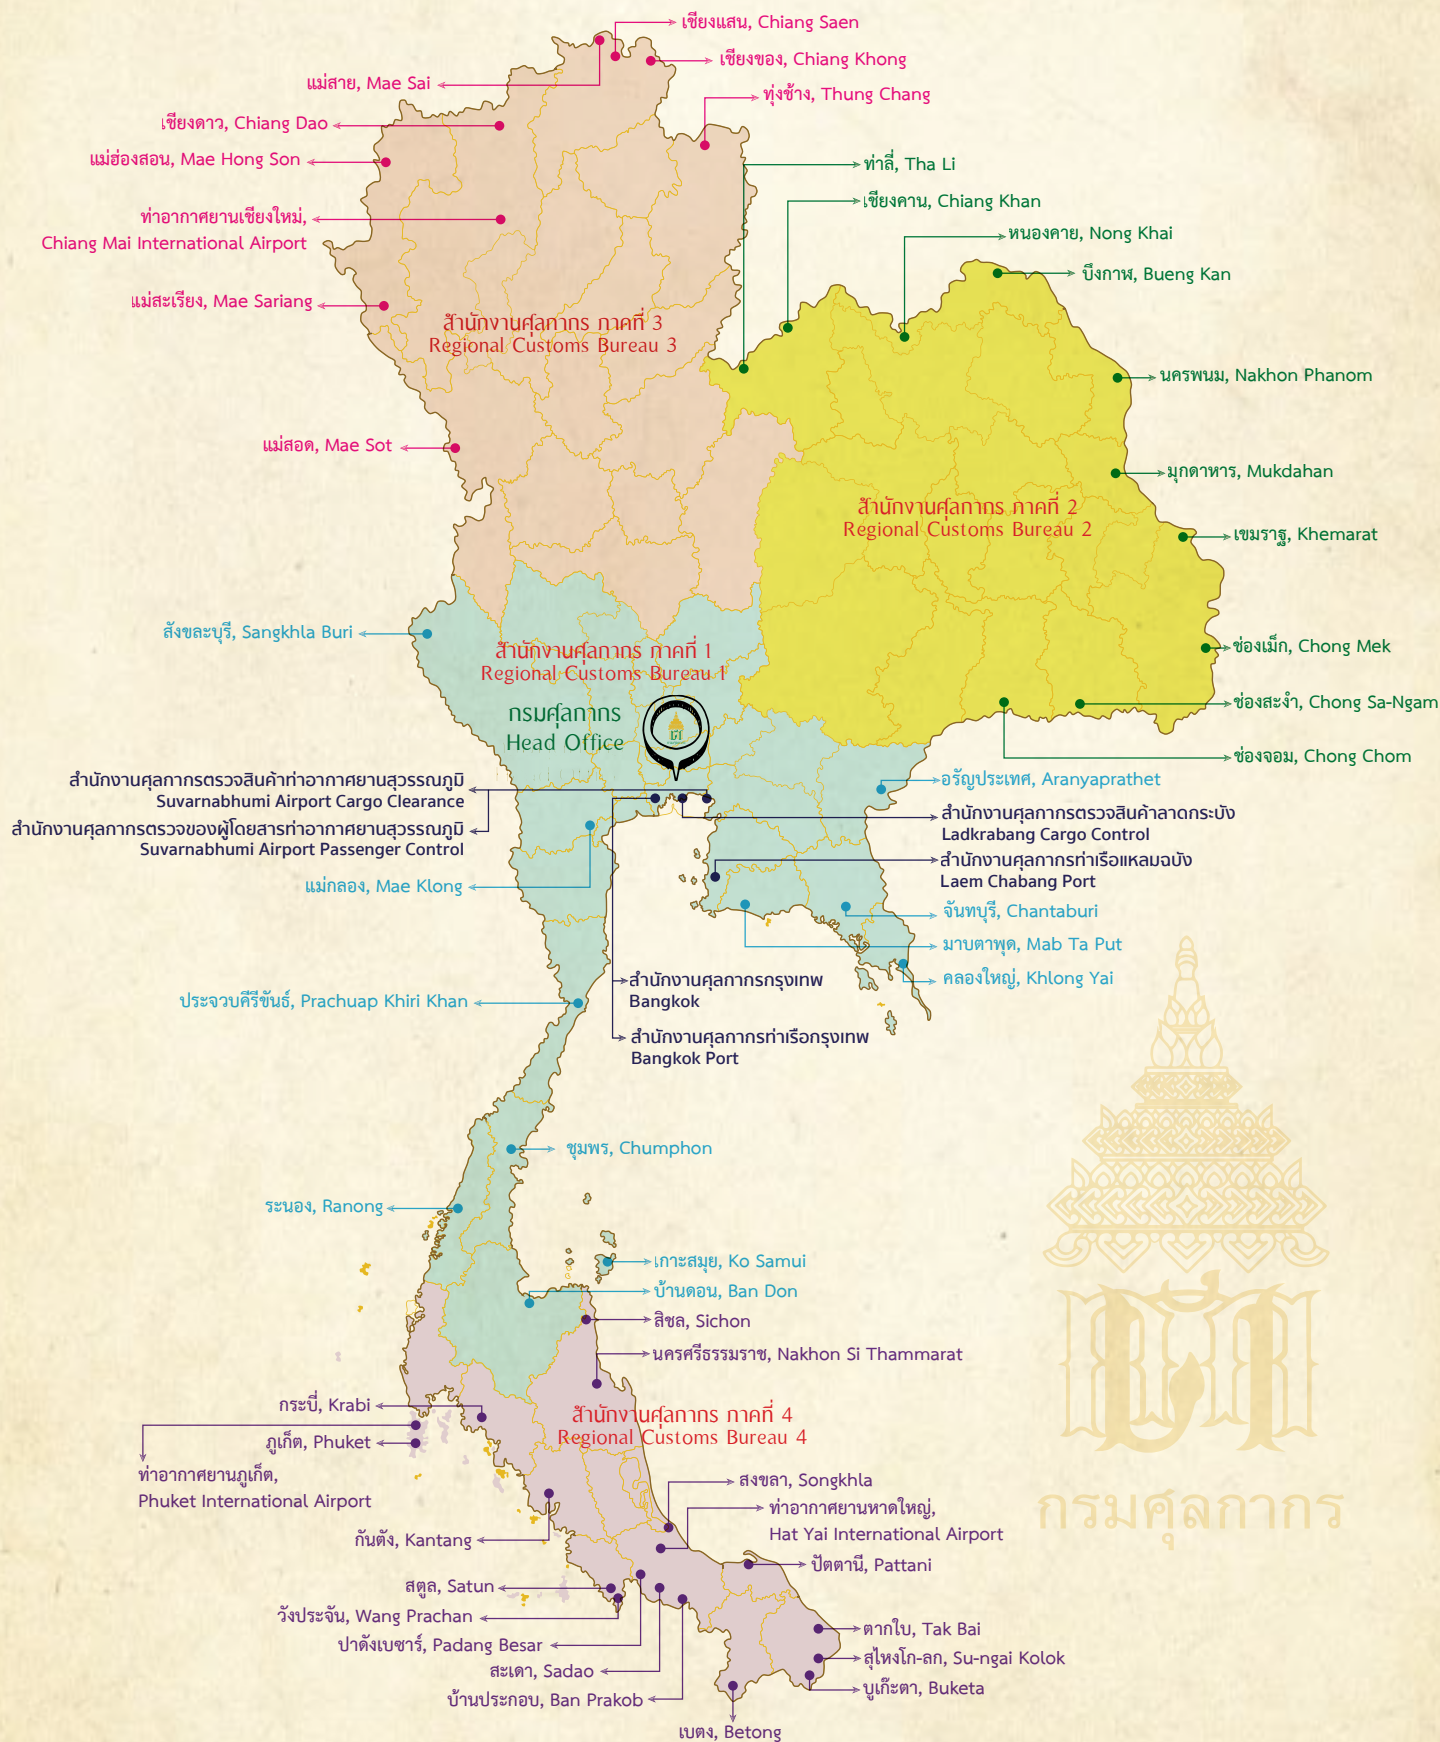 เชียงแสน, Chiang Saen
เชียงของ, Chiang Khong
แม่สาย, Mae Sai
ทุ่งช้าง, Thung Chang
เชียงดาว, Chiang Dao
แม่ฮ่องสอน, Mae Hong Son
ท่าลี่, Tha Li
เชียงคาน, Chiang Khan
ท่าอากาศยานเชียงใหม่,
Chiang Mai International Airport
หนองคาย, Nong Khai
บึงกาฬ, Bueng Kan
แม่สะเรียง, Mae Sariang
สำนักงานศุลกากร ภาคที่ 3
Regional Customs Bureau 3
นครพนม, Nakhon Phanom
แม่สอด, Mae Sot
มุกดาหาร, Mukdahan
สำนักงานศุลกากร ภาคที่ 2
Regional Customs Bureau 2
เขมราฐ, Khemarat
สังขละบุรี, Sangkhla Buri
ช่องเม็ก, Chong Mek
สำนักงานศุลกากร ภาคที่ 1
Regional Customs Bureau 1
ช่องสะงำ, Chong Sa-Ngam
กรมศุลกากร
Head Office
ช่องจอม, Chong Chom
สำนักงานศุลกากรตรวจสินค้าท่าอากาศยานสุวรรณภูมิ
Suvarnabhumi Airport Cargo Clearance
อรัญประเทศ, Aranyaprathet
สำนักงานศุลกากรตรวจของผู้โดยสารท่าอากาศยานสุวรรณภูมิ
Suvarnabhumi Airport Passenger Control
สำนักงานศุลกากรตรวจสินค้าลาดกระบัง
Ladkrabang Cargo Control
สำนักงานศุลกากรท่าเรือแหลมฉบัง
Laem Chabang Port
แม่กลอง, Mae Klong
จันทบุรี, Chantaburi
มาบตาพุด, Mab Ta Put
คลองใหญ่, Khlong Yai
สำนักงานศุลกากรกรุงเทพ
Bangkok
ประจวบคีรีขันธ์, Prachuap Khiri Khan
สำนักงานศุลกากรท่าเรือกรุงเทพ
Bangkok Port
ชุมพร, Chumphon
ระนอง, Ranong
เกาะสมุย, Ko Samui
บ้านดอน, Ban Don
สิชล, Sichon
นครศรีธรรมราช, Nakhon Si Thammarat
กระบี่, Krabi
สำนักงานศุลกากร ภาคที่ 4
Regional Customs Bureau 4
ภูเก็ต, Phuket
ท่าอากาศยานภูเก็ต,
Phuket International Airport
สงขลา, Songkhla
ท่าอากาศยานหาดใหญ่,
Hat Yai International Airport
กรมศุลกากร
กันตัง, Kantang
ปัตตานี, Pattani
สตูล, Satun
วังประจัน, Wang Prachan
ตากใบ, Tak Bai
ปาดังเบซาร์, Padang Besar
สุไหงโก-ลก, Su-ngai Kolok
สะเดา, Sadao
บูเก๊ะตา, Buketa
บ้านประกอบ, Ban Prakob
เบตง, Betong